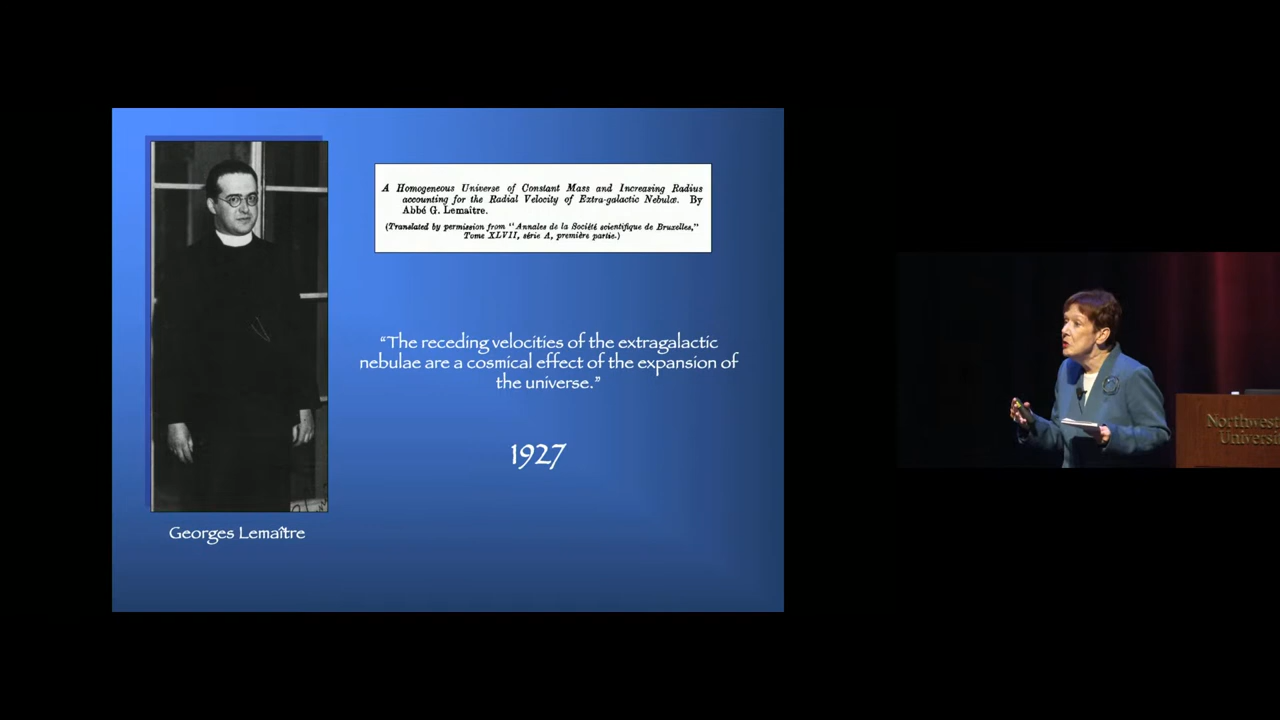 A Homogeneous Universe of Constant Mass and Increasing Radius
accounting for the Radial Velocity of Extra-galactic Nebulæ. By
Abbé G. Lemaître.
(Translated by permission from "Annales de la Société scientifique de Bruxelles,"
Tome XLVII, série A, première partie.)
“The receding velocities of the extragalactic
nebulae are a cosmical effect of the expansion of
the universe.”
1927
Georges Lemaître
Northwes
Universi